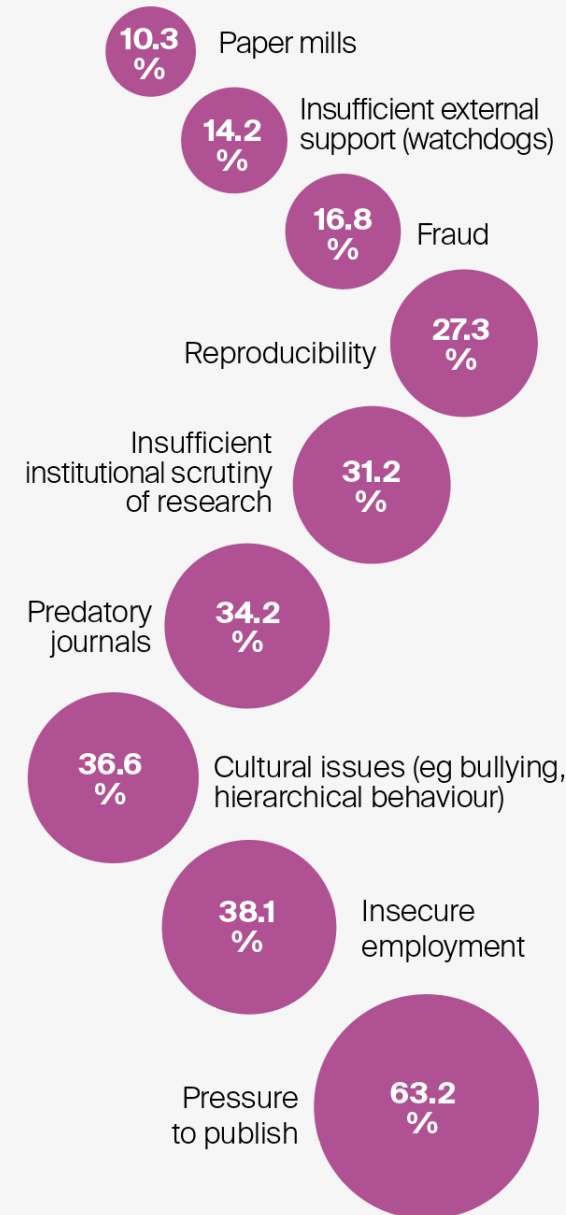 10.3
%
Paper mills
14.2
%
Insufficient external
support (watchdogs)
16.8
%
Fraud
27.3
%
Reproducibility
Insufficient
institutional scrutiny
of research
31.2
%
Predatory
journals
34.2
%
36.6
%
Cultural issues (eg bullying,
hierarchical behaviour)
38.1
%
Insecure
employment
Pressure
to publish
63.2
%